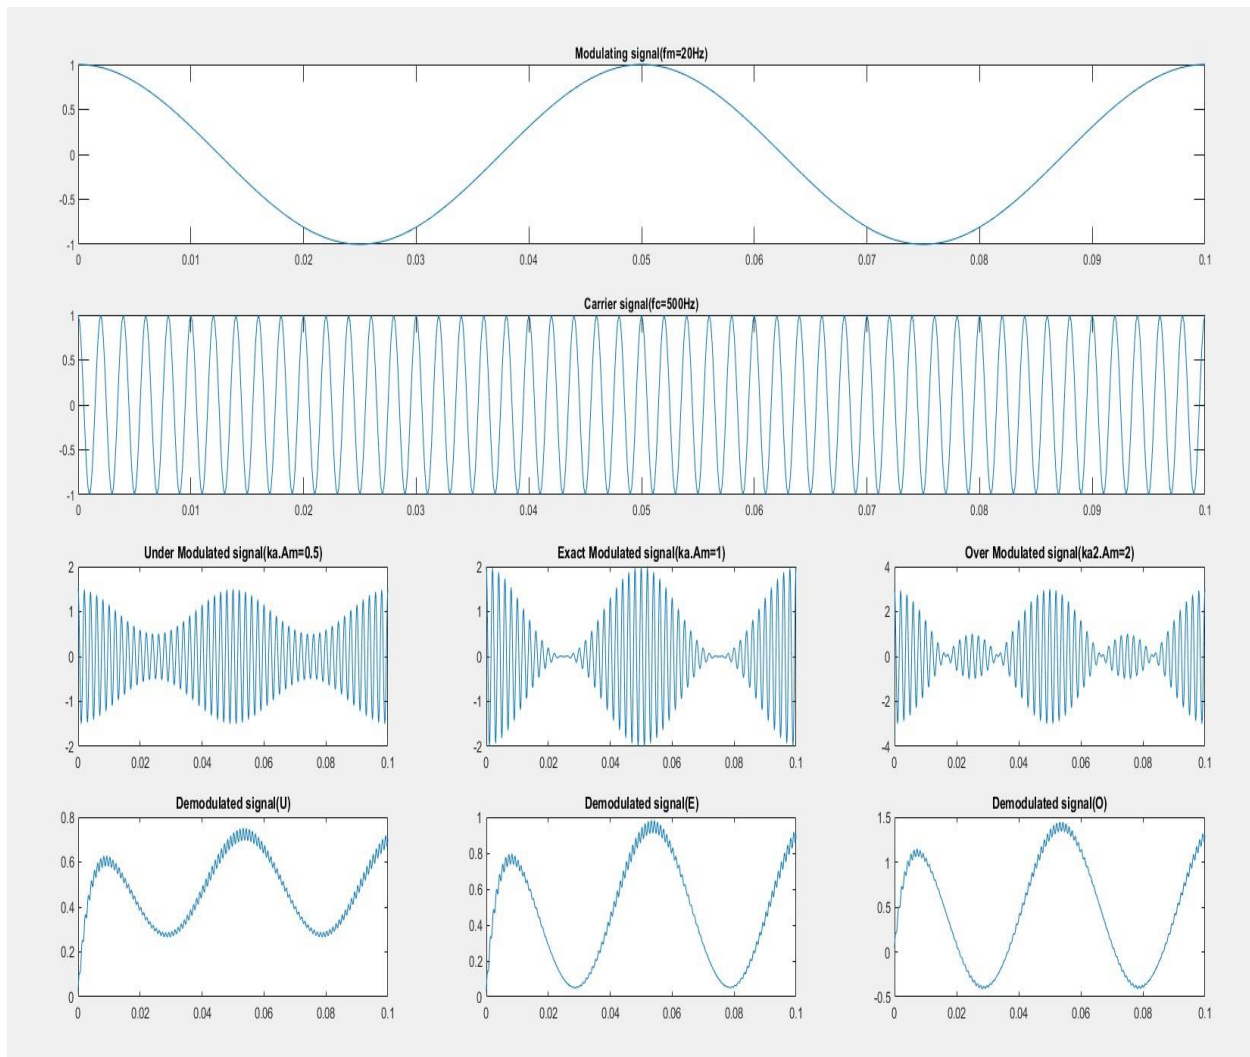 Modulating signal(fm=20Hz)
1
0.5
0
-0.5
-1
0 0.01 0.02 0.03 0.04 0.05 0.06 0.07 0.08 0.09 0.1
Carrier signal(fc=500Hz)
1
0.5
0
-0.5
-1
0 0.01 0.02 0.03 0.04 0.05 0.06 0.07 0.08 0.09 0.1
Under Modulated signal(ka.Am=0.5)
2
1
0
-1
-2
0 0.02 0.04 0.06 0.08 0.1
Exact Modulated signal(ka.Am=1)
2
1
0
-1
-2
0 0.02 0.04 0.06 0.08 0.1
Over Modulated signal(ka2.Am=2)
4
2
0
-2
-4
0 0.02 0.04 0.06 0.08 0.1
Demodulated signal(U)
0.8
0.6
0.4
0.2
0
0 0.02 0.04 0.06 0.08 0.1
Demodulated signal(E)
1
0.8
0.6
0.4
0.2
0
0 0.02 0.04 0.06 0.08 0.1
Demodulated signal(O)
1.5
1
0.5
0
-0.5
0 0.02 0.04 0.06 0.08 0.1